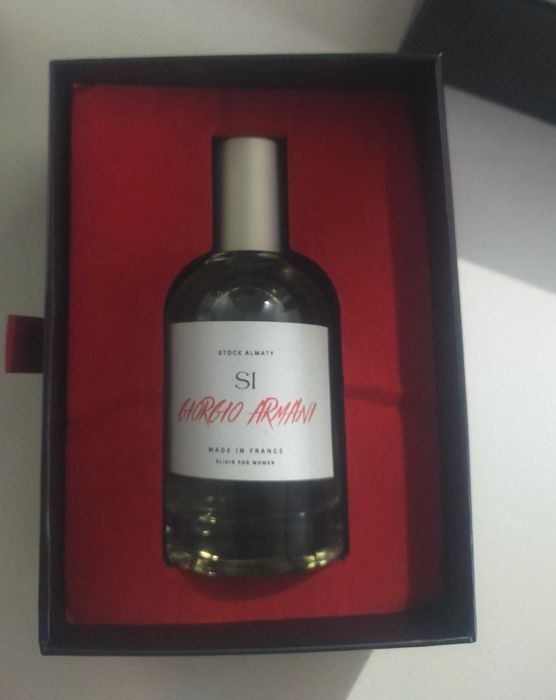 STOCK ALMATY
SI
GIORGIO ARMANI
MADE IN FRANCE
ELIXIR FOR WOMEN